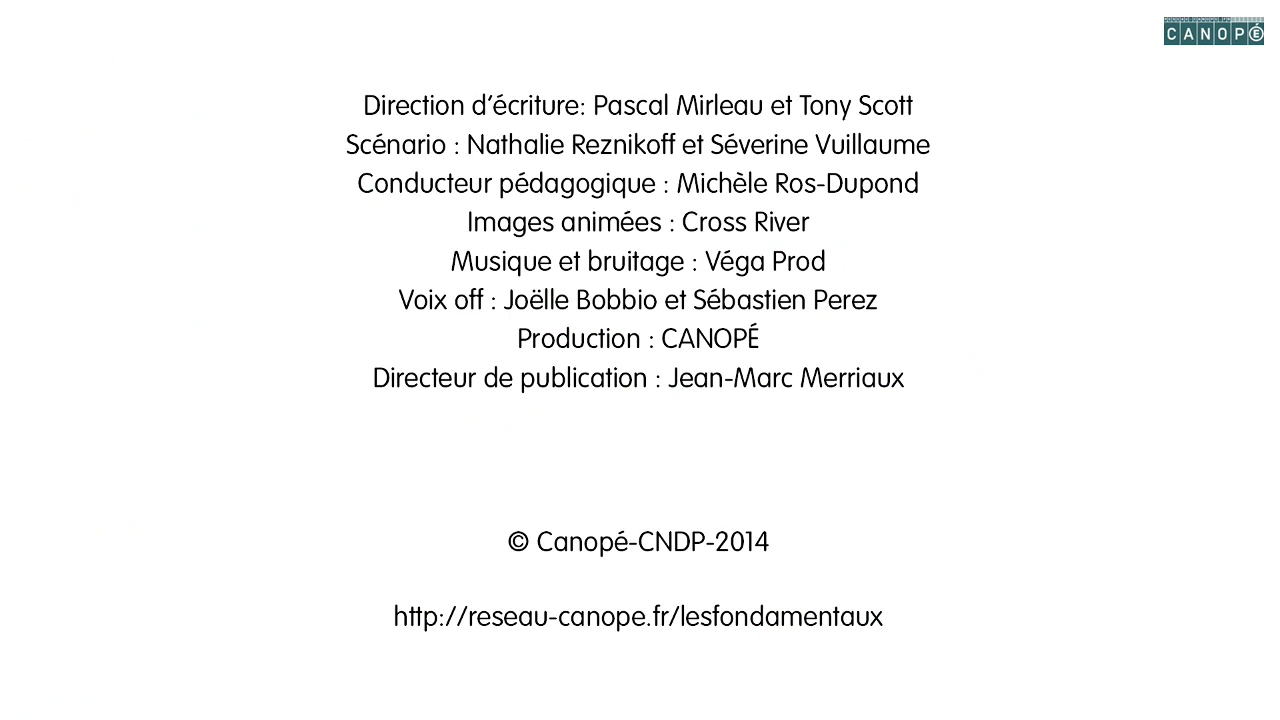 CANOPÉ
Direction d'écriture: Pascal Mirleau et Tony Scott
Scénario : Nathalie Reznikoff et Séverine Vuillaume
Conducteur pédagogique : Michèle Ros-Dupond
Images animées : Cross River
Musique et bruitage : Véga Prod
Voix off : Joëlle Bobbio et Sébastien Perez
Production : CANOPÉ
Directeur de publication : Jean-Marc Merriaux
© Canopé-CNDP-2014
http://reseau-canope.fr/lesfondamentaux